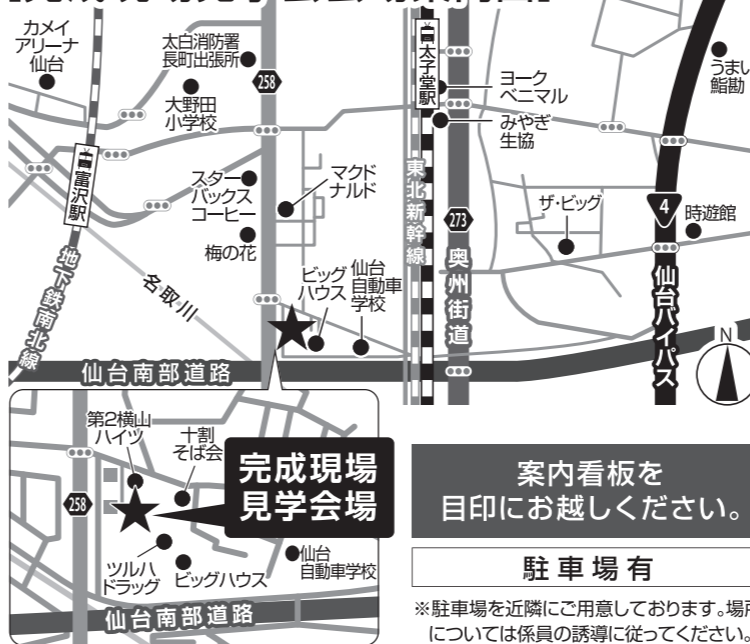 カメイ
アリーナ
仙台
太白消防署
長町出張所
258
大野田
小学校
太子堂駅
ヨーク
ベニマル
みやぎ
生協
うまい
鮨勘
富沢駅
スター
バックス
コーヒー
マクド
ナルド
東北新幹線
ザ・ビッグ
4
時遊館
273
梅の花
地下鉄南北線
名取川
ビッグ
ハウス
仙台
自動車
学校
奥州街道
仙台バイパス
仙台南部道路
N
第2横山
ハイツ
十割
そば会
完成現場
見学会場
258
ツルハ
ドラッグ
ビッグハウス
仙台
自動車学校
仙台南部道路
案内看板を
目印にお越しください。
駐車場有
※駐車場を近隣にご用意しております。場所
については係員の誘導に従ってください。